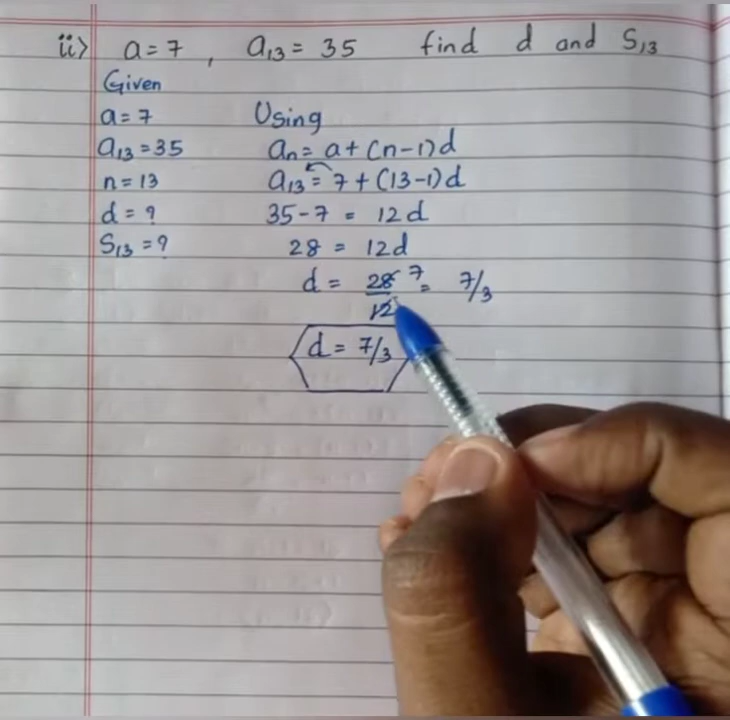 ii> a = 7 , a13 = 35 find d and S13
Given
a = 7 Using
a13 = 35 an = a + (n-1)d
n = 13 a13 = 7 + (13-1)d
d = ? 35-7 = 12d
S13 = ? 28 = 12d
d = 28/12 7 = 7/3
d = 7/3